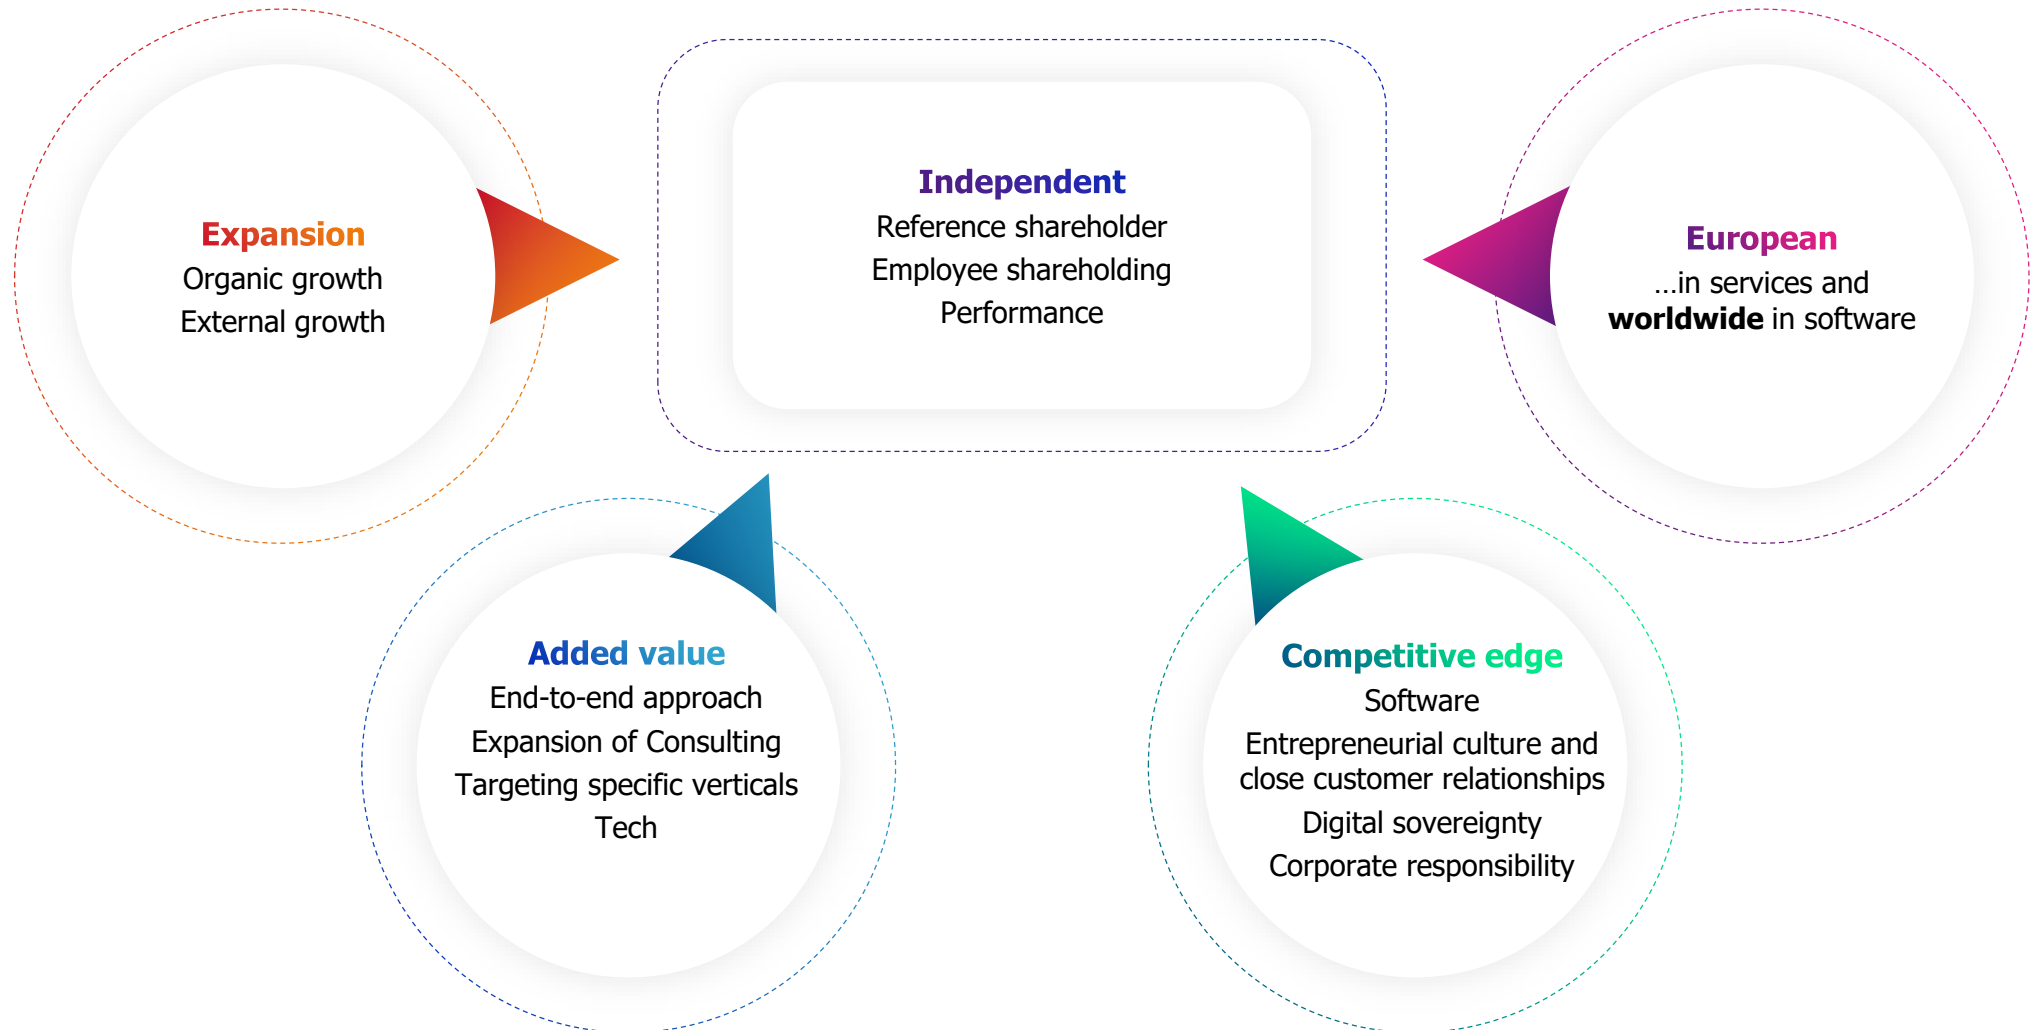 Expansion
Organic growth
External growth
Independent
Reference shareholder
Employee shareholding
Performance
European
...in services and
worldwide in software
Added value
End-to-end approach
Expansion of Consulting
Targeting specific verticals
Tech
Competitive edge
Software
Entrepreneurial culture and
close customer relationships
Digital sovereignty
Corporate responsibility